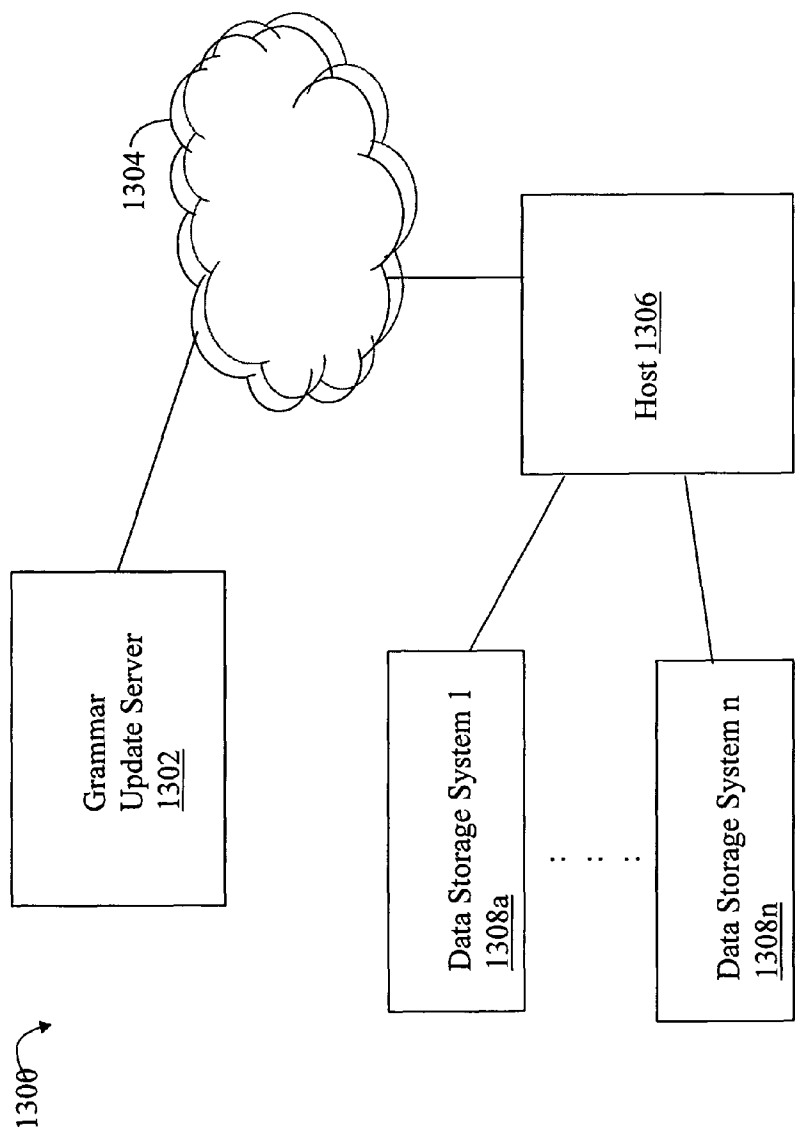 1300
Grammar
Update Server
1302
1304
Data Storage System 1
1308a
: : :
Data Storage System n
1308n
Host 1306